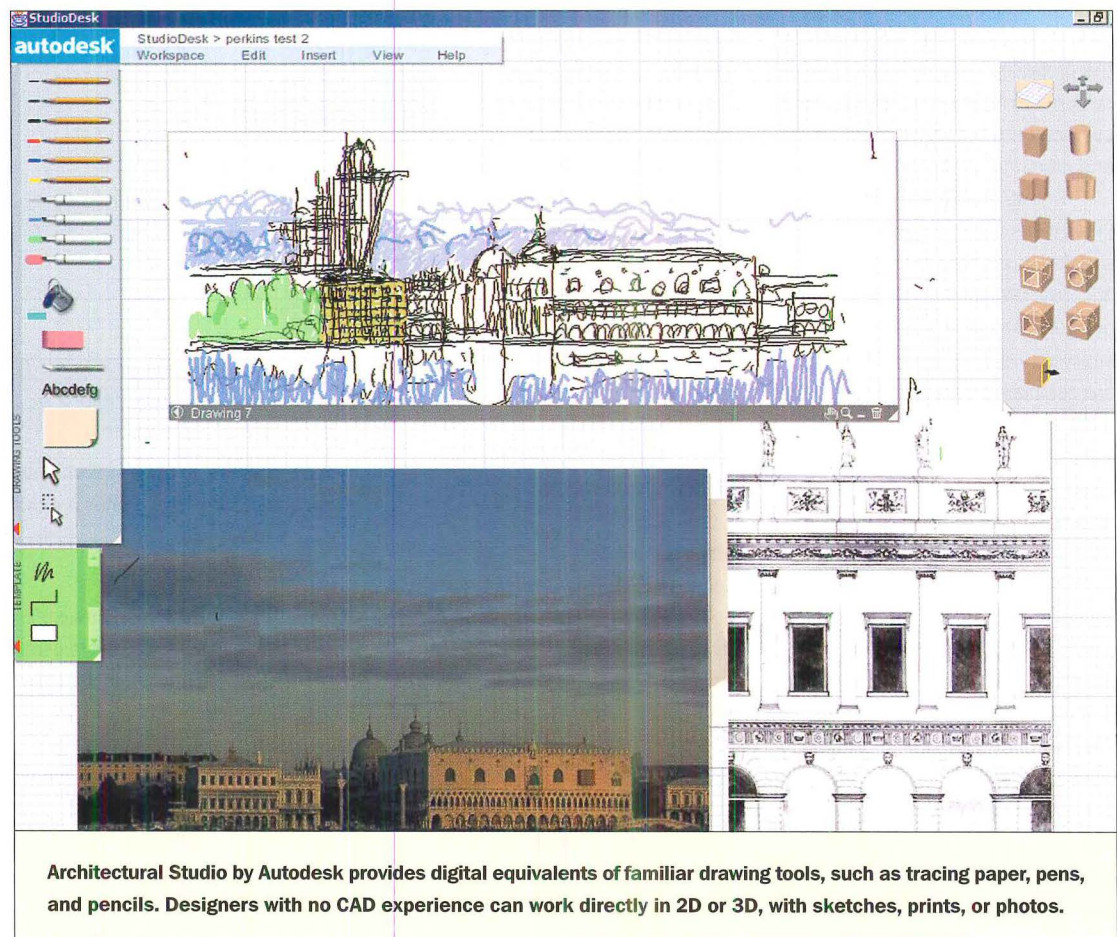 StudioDesk
autodesk
StudioDesk > perkins test 2
Workspace Edit Insert View Help
Abcdefg
DRAWING TOOLS
TEMPLATE
Drawing 7
Architectural Studio by Autodesk provides digital equivalents of familiar drawing tools, such as tracing paper, pens,
and pencils. Designers with no CAD experience can work directly in 2D or 3D, with sketches, prints, or photos.